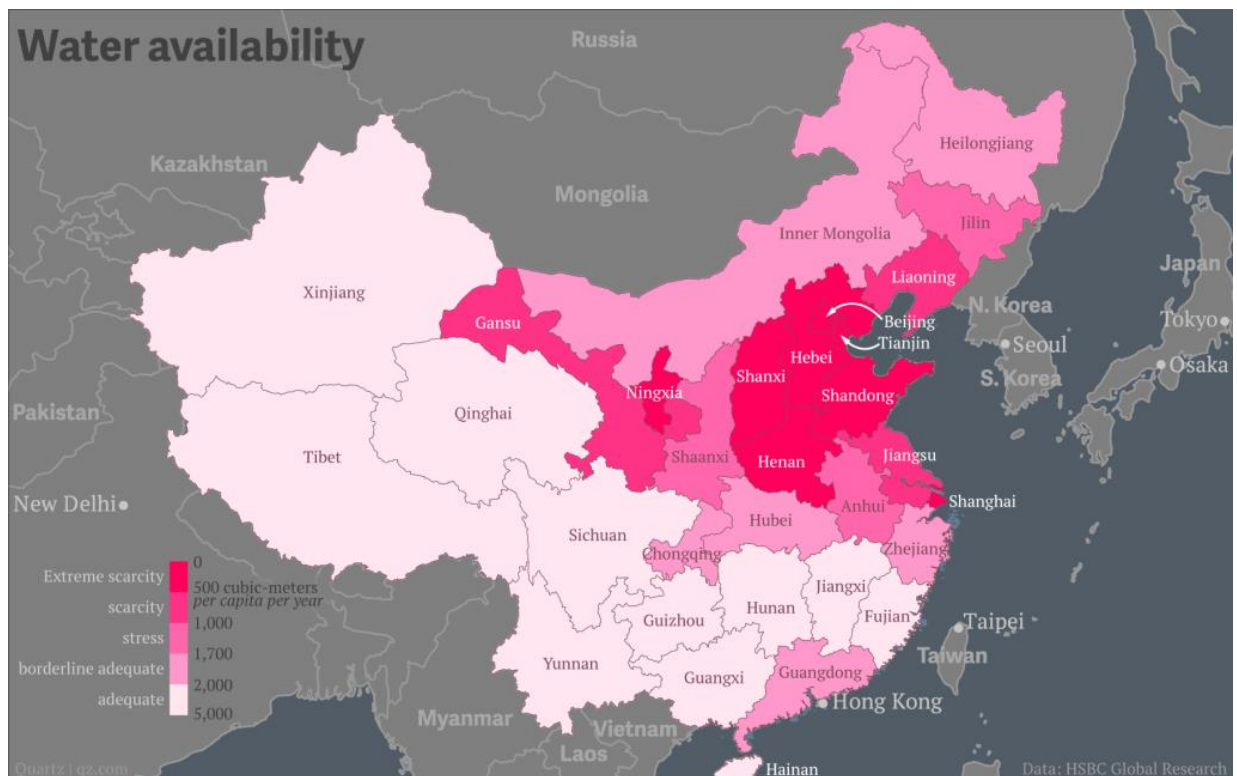 Water availability
Russia
Kazakhstan
Mongolia
Heilongjiang
Jilin
Inner Mongolia
Liaoning
Japan
Xinjiang
Gansu
N. Korea
Beijing
Tokyo
Tianjin
Seoul
Hebei
Shanxi
Osaka
S. Korea
Ningxia
Shandong
Pakistan
Qinghai
Tibet
Shaanxi
Henan
Jiangsu
New Delhi
Shanghai
Anhui
Hubei
Sichuan
Zhejiang
Chongqing
0
Extreme scarcity
500 cubic-meters
per capita per year
scarcity
1,000
stress
1,700
borderline adequate
2,000
adequate
5,000
Jiangxi
Hunan
Guizhou
Fujian
Taipei
Taiwan
Yunnan
Guangxi
Guangdong
Hong Kong
Myanmar
Vietnam
Laos
Hainan
Quartz | qz.com
Data: HSBC Global Research